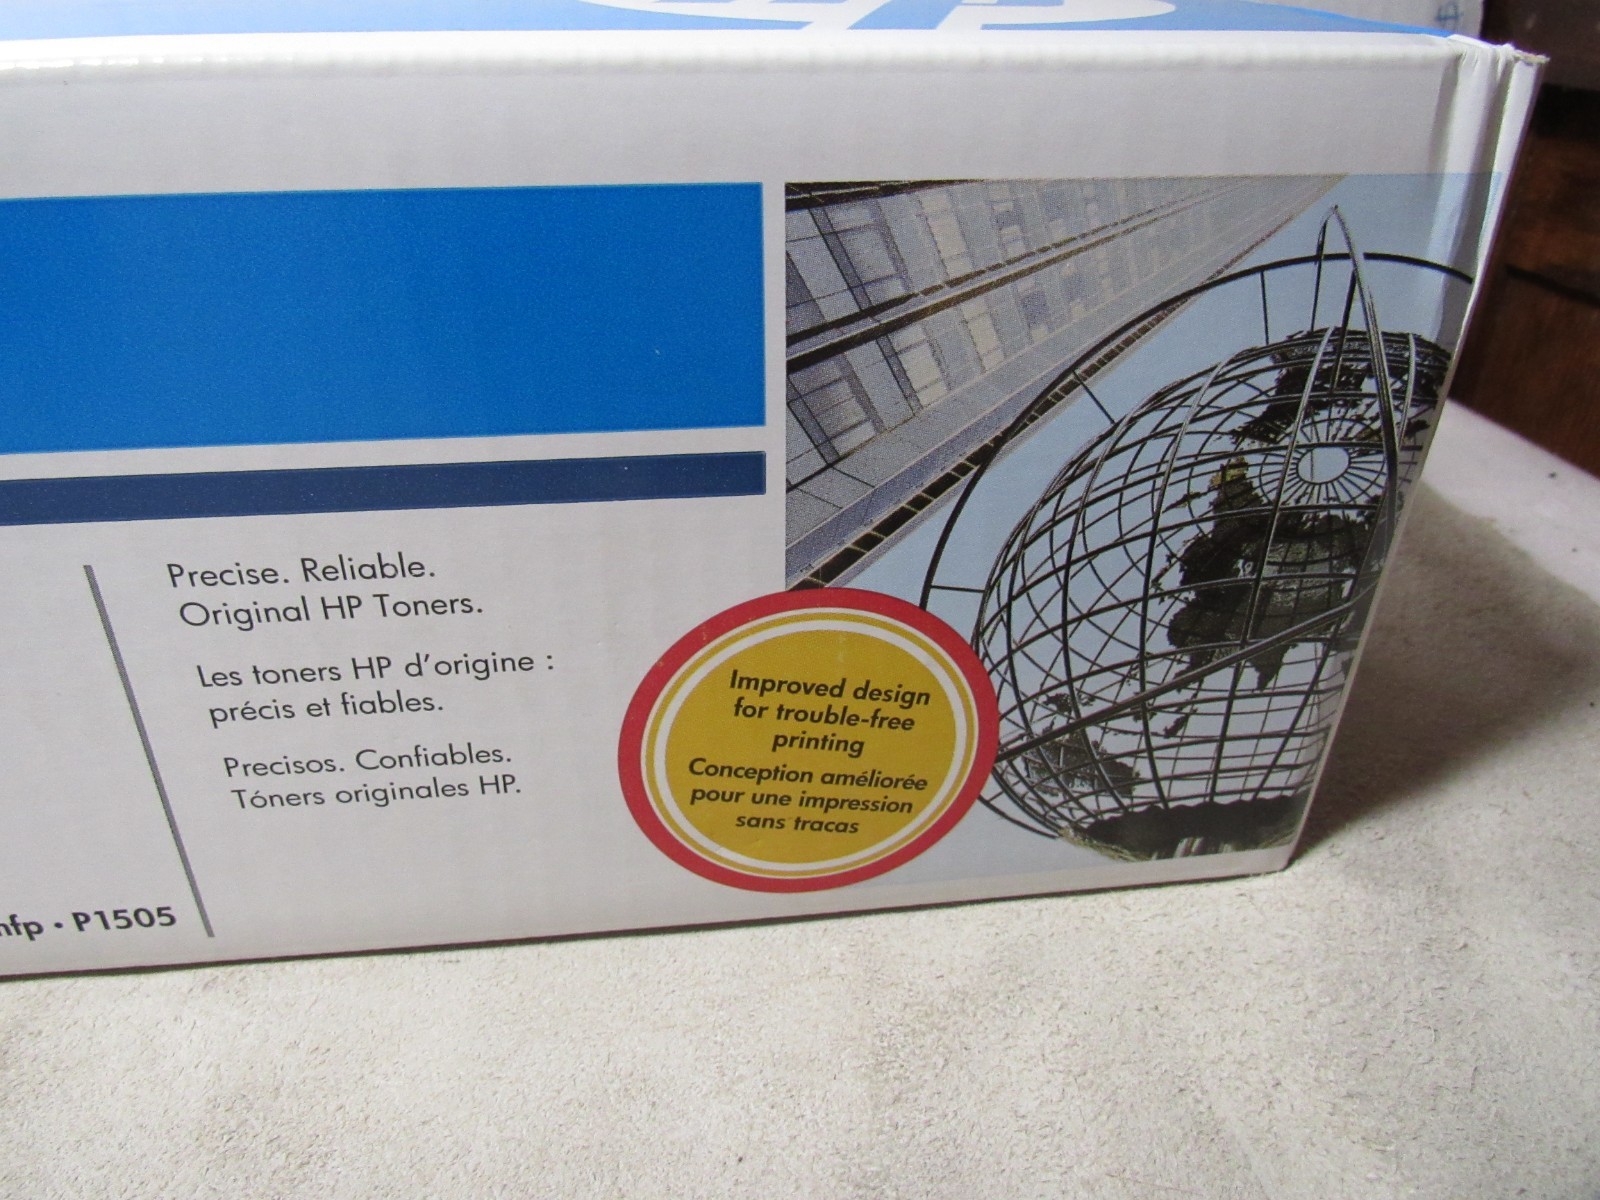 Precise. Reliable.
Original HP Toners.
Les toners HP d'origine :
précis et fiables.
Precisos. Confiables.
Tóners originales HP.
mfp • P1505
Improved design
for trouble-free
printing
Conception améliorée
pour une impression
sans tracas